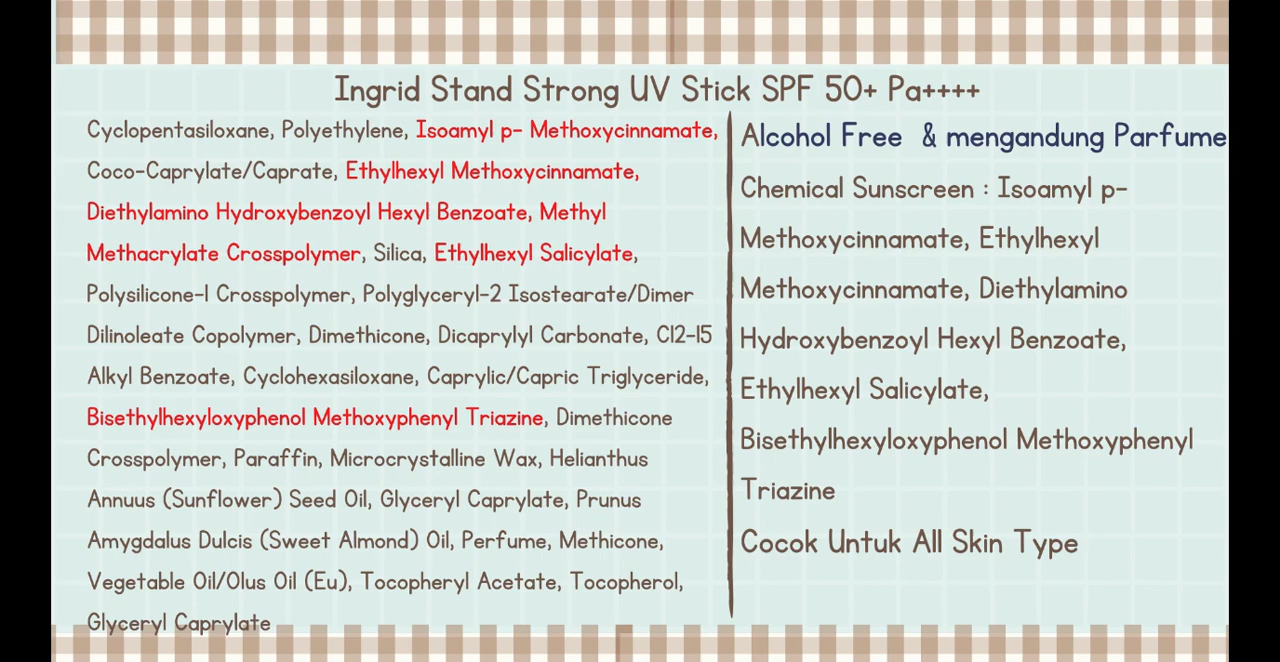 Ingrid Stand Strong UV Stick SPF 50+ Pa++++
Cyclopentasiloxane, Polyethylene, Isoamyl p- Methoxycinnamate,
Coco-Caprylate/Caprate, Ethylhexyl Methoxycinnamate,
Diethylamino Hydroxybenzoyl Hexyl Benzoate, Methyl
Methacrylate Crosspolymer, Silica, Ethylhexyl Salicylate,
Polysilicone-1 Crosspolymer, Polyglyceryl-2 Isostearate/Dimer
Dilinoleate Copolymer, Dimethicone, Dicaprylyl Carbonate, C12-15
Alkyl Benzoate, Cyclohexasiloxane, Caprylic/Capric Triglyceride,
Bisethylhexyloxyphenol Methoxyphenyl Triazine, Dimethicone
Crosspolymer, Paraffin, Microcrystalline Wax, Helianthus
Annuus (Sunflower) Seed Oil, Glyceryl Caprylate, Prunus
Amygdalus Dulcis (Sweet Almond) Oil, Perfume, Methicone,
Vegetable Oil/Olus Oil (Eu), Tocopheryl Acetate, Tocopherol,
Glyceryl Caprylate
Alcohol Free & mengandung Parfume
Chemical Sunscreen : Isoamyl p-
Methoxycinnamate, Ethylhexyl
Methoxycinnamate, Diethylamino
Hydroxybenzoyl Hexyl Benzoate,
Ethylhexyl Salicylate,
Bisethylhexyloxyphenol Methoxyphenyl
Triazine
Cocok Untuk All Skin Type